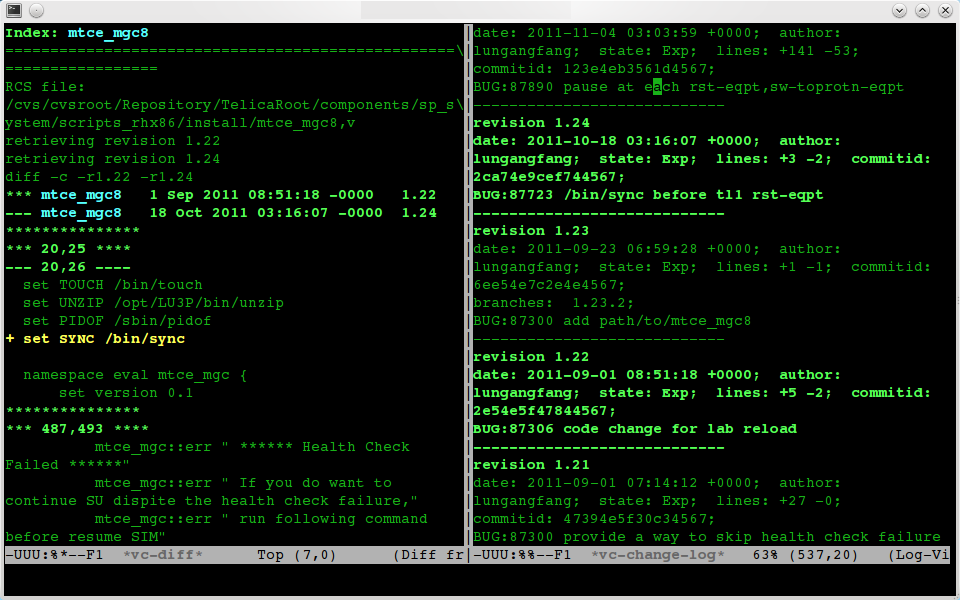 Index: mtce_mgc8
==================================================\
=================
RCS file:
/cvs/cvsroot/Repository/TelicaRoot/components/sp_s\
ystem/scripts_rhx86/install/mtce_mgc8,v
retrieving revision 1.22
retrieving revision 1.24
diff -c -r1.22 -r1.24
*** mtce_mgc8   1 Sep 2011 08:51:18 -0000   1.22
--- mtce_mgc8   18 Oct 2011 03:16:07 -0000  1.24
***************
*** 20,25 ****
--- 20,26 ----
  set TOUCH /bin/touch
  set UNZIP /opt/LU3P/bin/unzip
  set PIDOF /sbin/pidof
+ set SYNC /bin/sync
  namespace eval mtce_mgc {
      set version 0.1
***************
*** 487,493 ****
          mtce_mgc::err " ****** Health Check
Failed ******"
          mtce_mgc::err " If you do want to
continue SU dispite the health check failure,"
          mtce_mgc::err " run following command
before resume SIM"
-UUU:%*--F1  *vc-diff*      Top (7,0)      (Diff fr
date: 2011-11-04 03:03:59 +0000;  author:
lungangfang;  state: Exp;  lines: +141 -53;
commitid: 123e4eb3561d4567;
BUG:87890 pause at each rst-eqpt,sw-toprotn-eqpt
----------------------------
revision 1.24
date: 2011-10-18 03:16:07 +0000;  author:
lungangfang;  state: Exp;  lines: +3 -2;  commitid:
2ca74e9cef744567;
BUG:87723 /bin/sync before tl1 rst-eqpt
----------------------------
revision 1.23
date: 2011-09-23 06:59:28 +0000;  author:
lungangfang;  state: Exp;  lines: +1 -1;  commitid:
6ee54e7c2e4e4567;
branches:  1.23.2;
BUG:87300 add path/to/mtce_mgc8
----------------------------
revision 1.22
date: 2011-09-01 08:51:18 +0000;  author:
lungangfang;  state: Exp;  lines: +5 -2;  commitid:
2e54e5f47844567;
BUG:87306 code change for lab reload
----------------------------
revision 1.21
date: 2011-09-01 07:14:12 +0000;  author:
lungangfang;  state: Exp;  lines: +27 -0;
commitid: 47394e5f30c34567;
BUG:87300 provide a way to skip health check failure
-UUU:%%--F1  *vc-change-log*   63% (537,20)   (Log-Vi